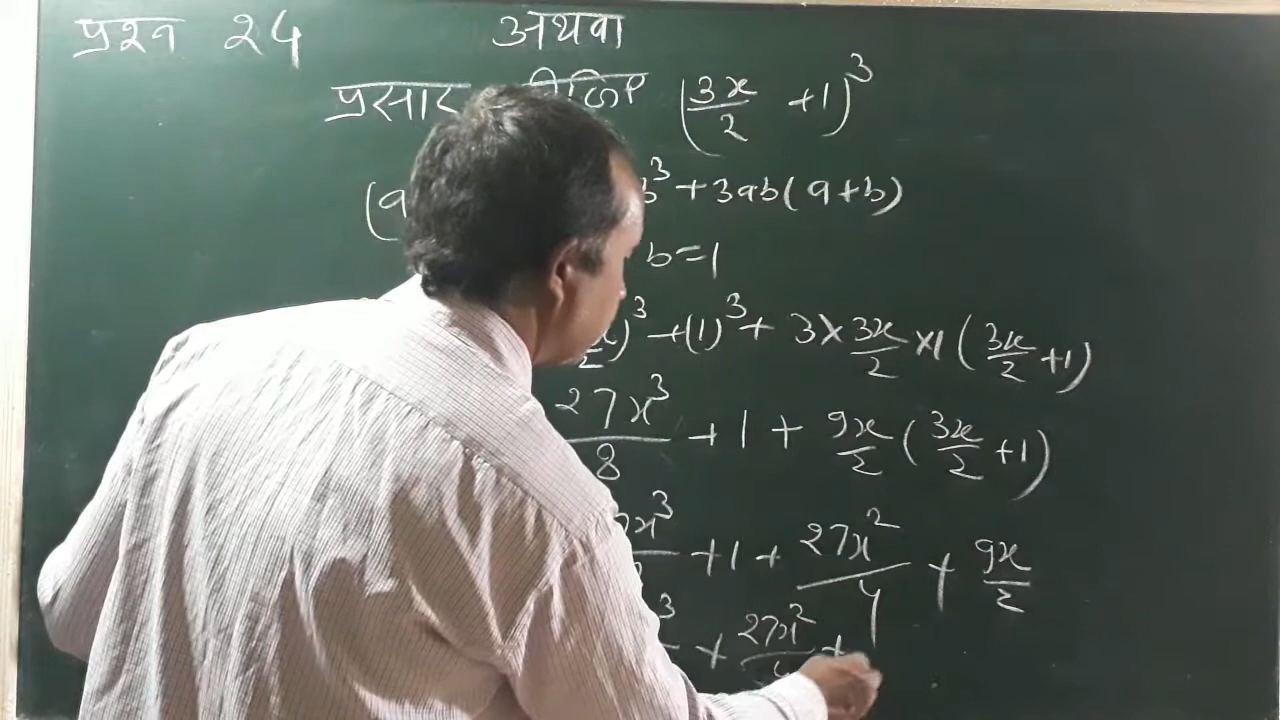 प्रश्न 24 अथवा
प्रसार (3x/2 +1)³
(a b³+3ab(a+b)
b=1
)³+(1)³+ 3×3x/2×1(3x/2+1)
27x³/8 +1+ 9x/2(3x/2+1)
x³ +1+ 27x²/4 + 9x/2
³ + 27x²/4 +